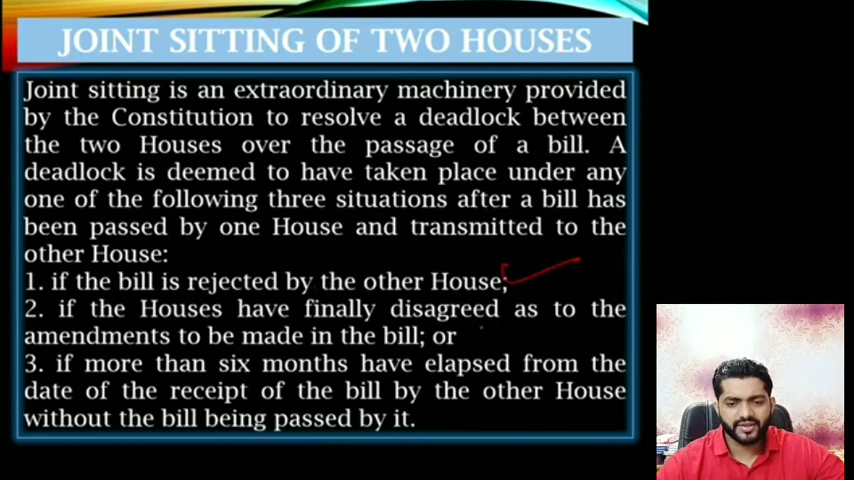 JOINT SITTING OF TWO HOUSES
Joint sitting is an extraordinary machinery provided
by the Constitution to resolve a deadlock between
the two Houses over the passage of a bill. A
deadlock is deemed to have taken place under any
one of the following three situations after a bill has
been passed by one House and transmitted to the
other House:
1. if the bill is rejected by the other House;
2. if the Houses have finally disagreed as to the
amendments to be made in the bill; or
3. if more than six months have elapsed from the
date of the receipt of the bill by the other House
without the bill being passed by it.